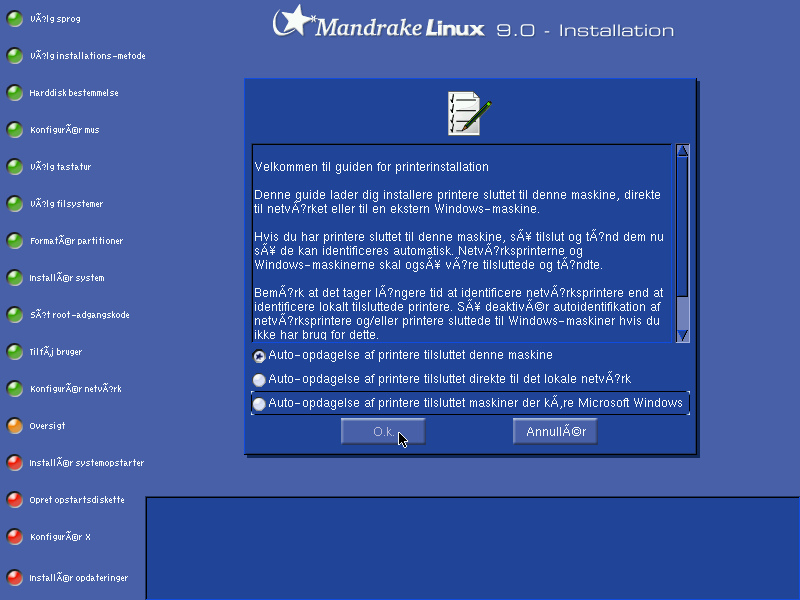 VÃ?lg sprog
VÃ?lg installations-metode
Harddisk bestemmelse
KonfigurÃ©r mus
VÃ?lg tastatur
VÃ?lg filsystemer
FormatÃ©r partitioner
InstallÃ©r system
SÃ?t root-adgangskode
TilfÃ¸j bruger
KonfigurÃ©r netvÃ?rk
Oversigt
InstallÃ©r systemopstarter
Opret opstartsdiskette
KonfigurÃ©r X
InstallÃ©r opdateringer
MandrakeLinux 9.0 - Installation
Velkommen til guiden for printerinstallation
Denne guide lader dig installere printere sluttet til denne maskine, direkte
til netvÃ?rket eller til en ekstern Windows-maskine.
Hvis du har printere sluttet til denne maskine, sÃ¥ tilslut og tÃ?nd dem nu
sÃ¥ de kan identificeres automatisk. NetvÃ?rksprinterne og
Windows-maskinerne skal ogsÃ¥ vÃ?re tilsluttede og tÃ?ndte.
BemÃ?rk at det tager lÃ?ngere tid at identificere netvÃ?rksprintere end at
identificere lokalt tilsluttede printere. SÃ¥ deaktivÃ©r autoidentifikation af
netvÃ?rksprintere og/eller printere sluttede til Windows-maskiner hvis du
ikke har brug for dette.
Auto-opdagelse af printere tilsluttet denne maskine
Auto-opdagelse af printere tilsluttet direkte til det lokale netvÃ?rk
Auto-opdagelse af printere tilsluttet maskiner der kÃ¸re Microsoft Windows
O.k.
AnnullÃ©r